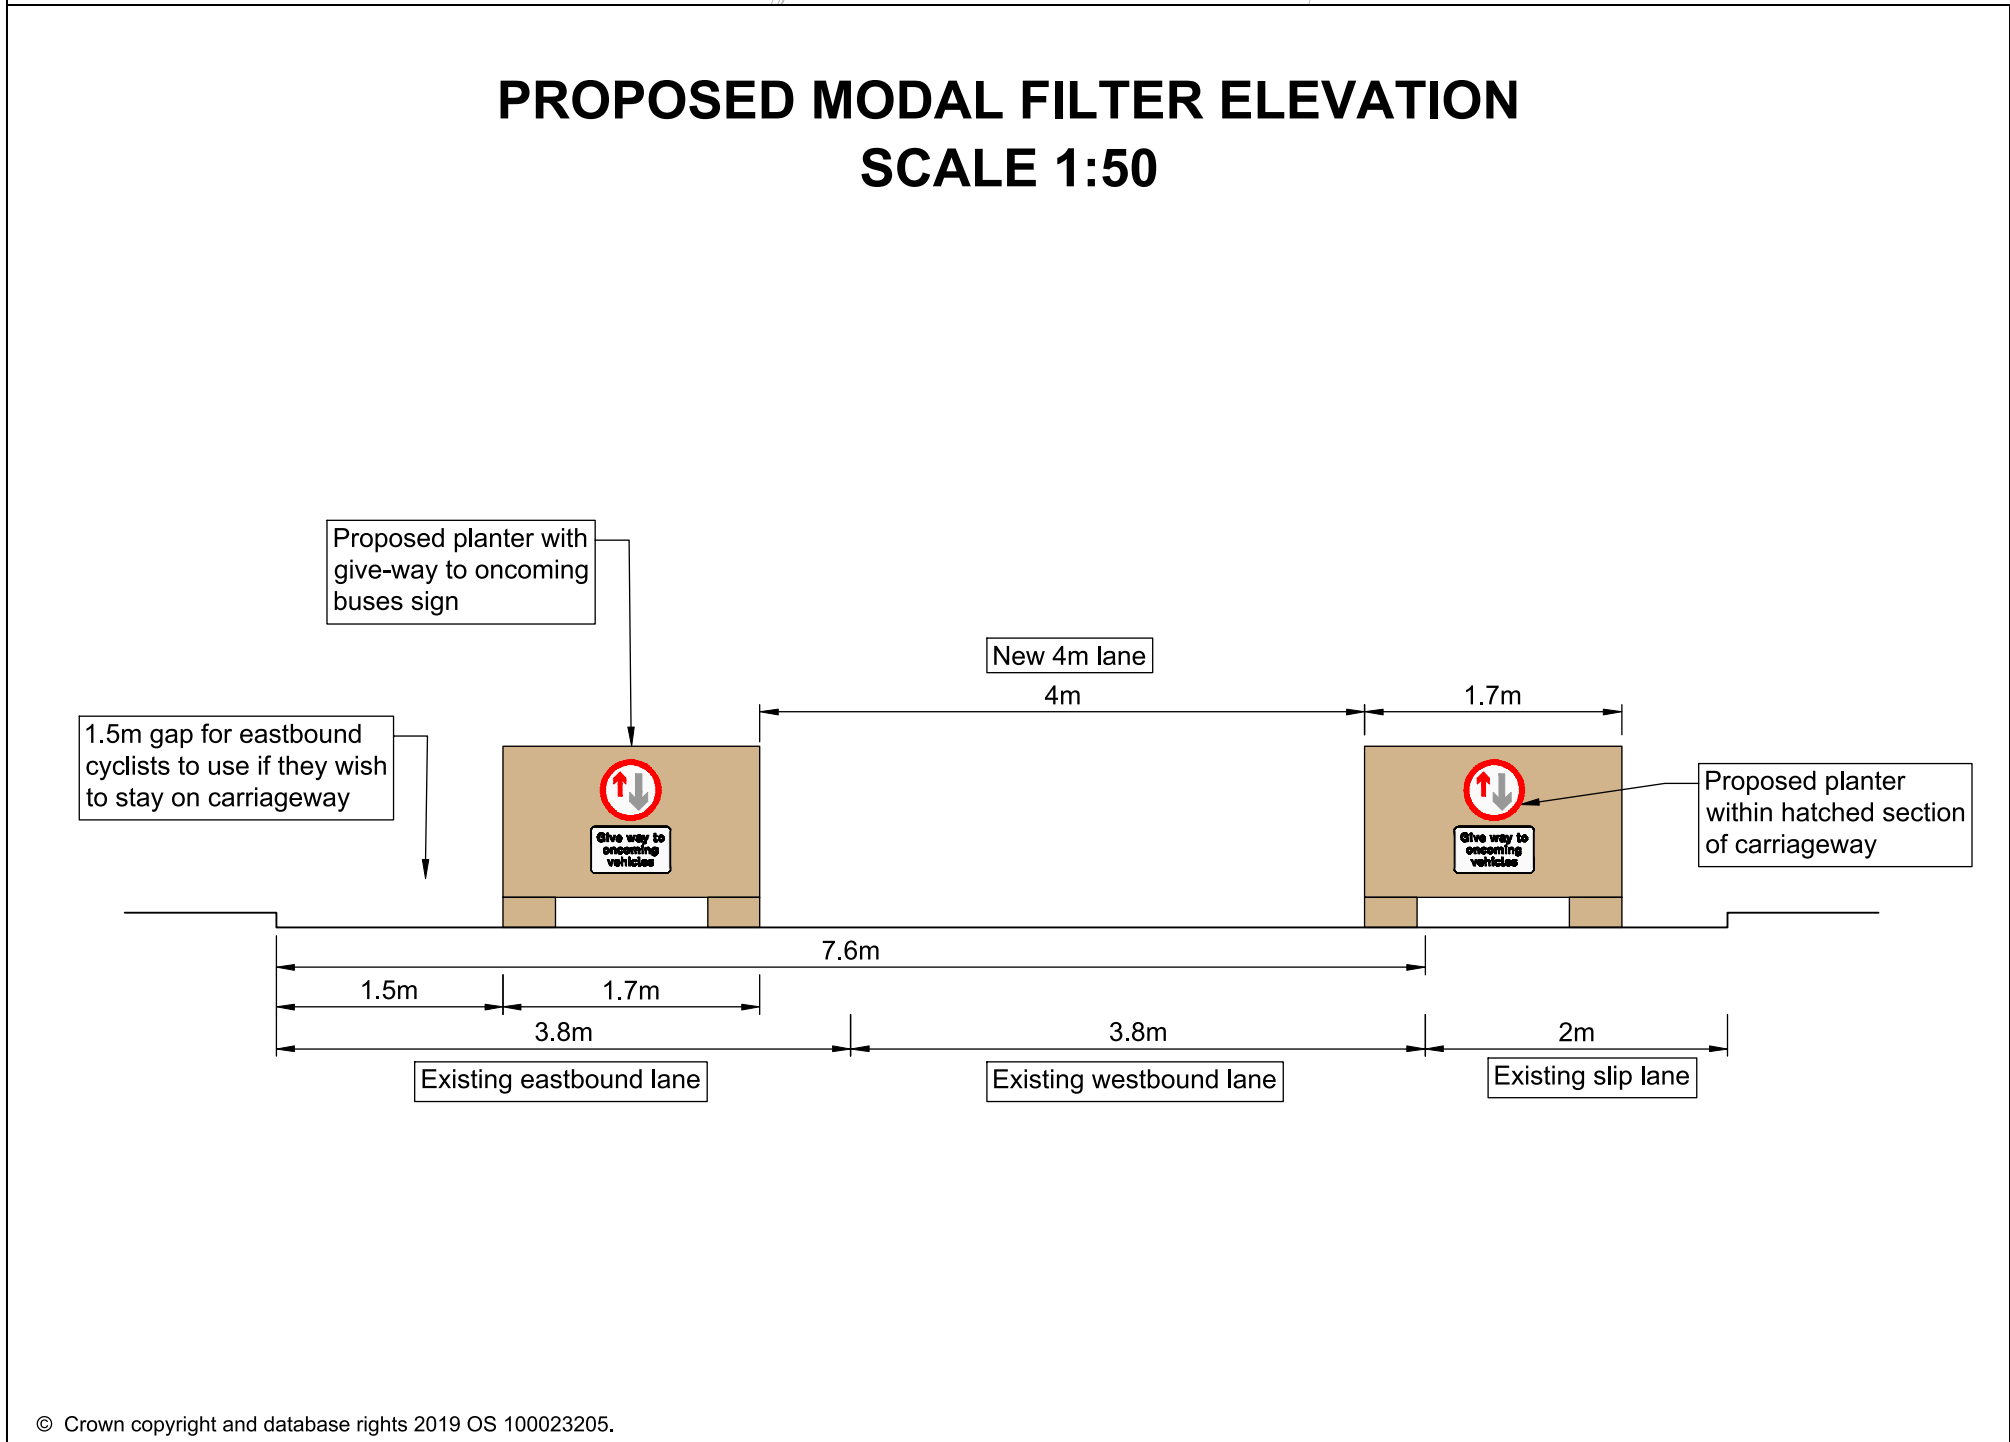 PROPOSED MODAL FILTER ELEVATION
SCALE 1:50
Proposed planter with
give-way to oncoming
buses sign
New 4m lane
4m
1.7m
1.5m gap for eastbound
cyclists to use if they wish
to stay on carriageway
Give way to
oncoming
vehicles
Give way to
oncoming
vehicles
Proposed planter
within hatched section
of carriageway
7.6m
1.5m
1.7m
3.8m
3.8m
2m
Existing eastbound lane
Existing westbound lane
Existing slip lane
© Crown copyright and database rights 2019 OS 100023205.